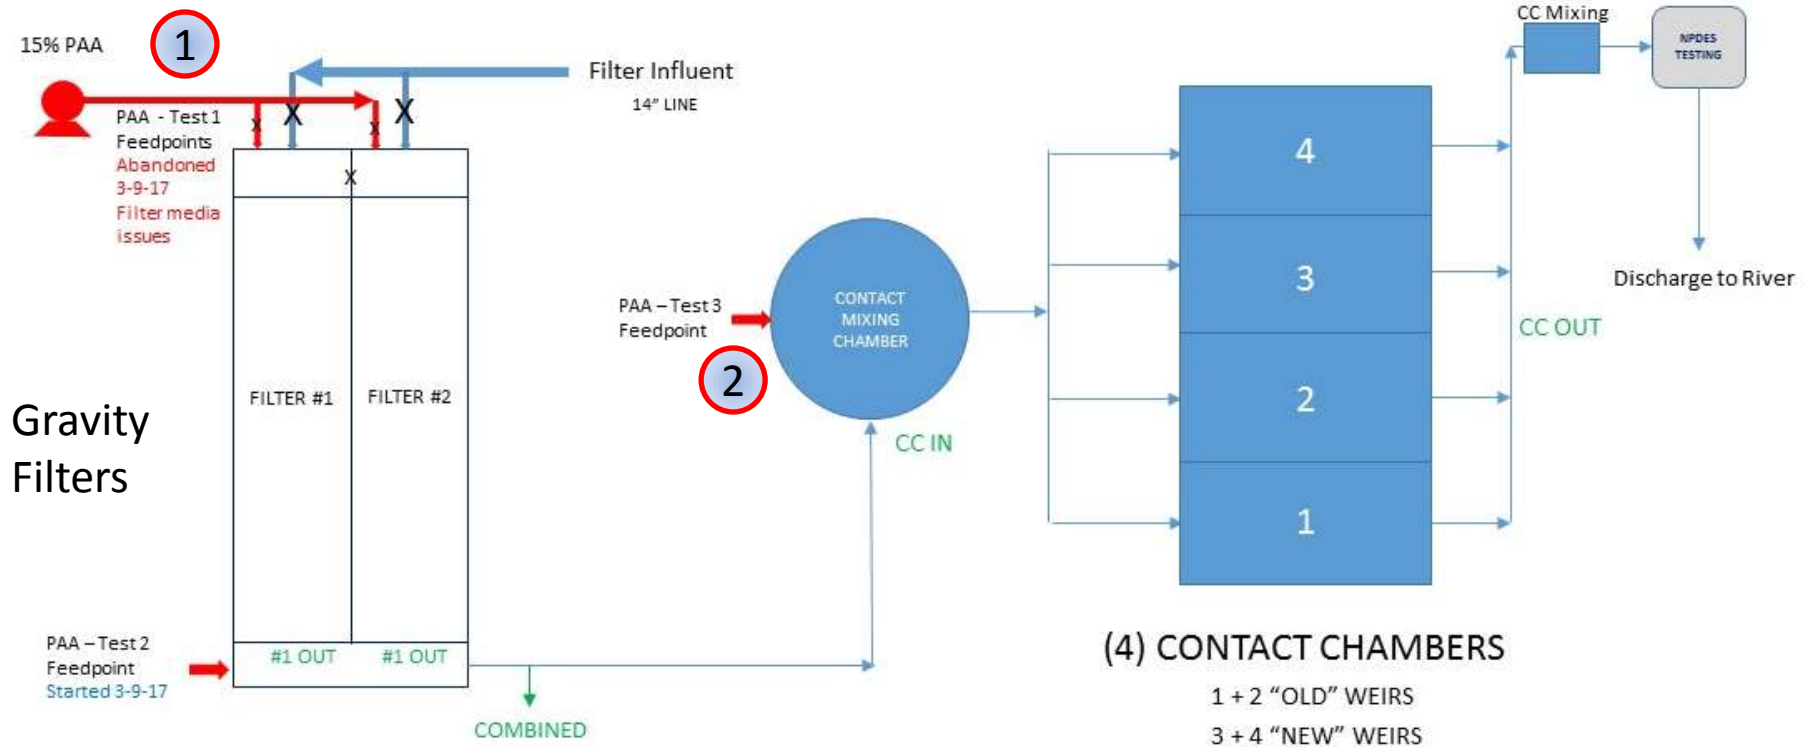 15% PAA
1
PAA - Test 1
Feedpoints
Abandoned
3-9-17
Filter media
issues
X
X
X
X
X
Filter Influent
14" LINE
Gravity
Filters
FILTER #1
FILTER #2
#1 OUT
#1 OUT
PAA – Test 2
Feedpoint
Started 3-9-17
COMBINED
PAA – Test 3
Feedpoint
2
CONTACT
MIXING
CHAMBER
CC IN
4
3
2
1
(4) CONTACT CHAMBERS
1 + 2 "OLD" WEIRS
3 + 4 "NEW" WEIRS
CC OUT
CC Mixing
NPDES
TESTING
Discharge to River